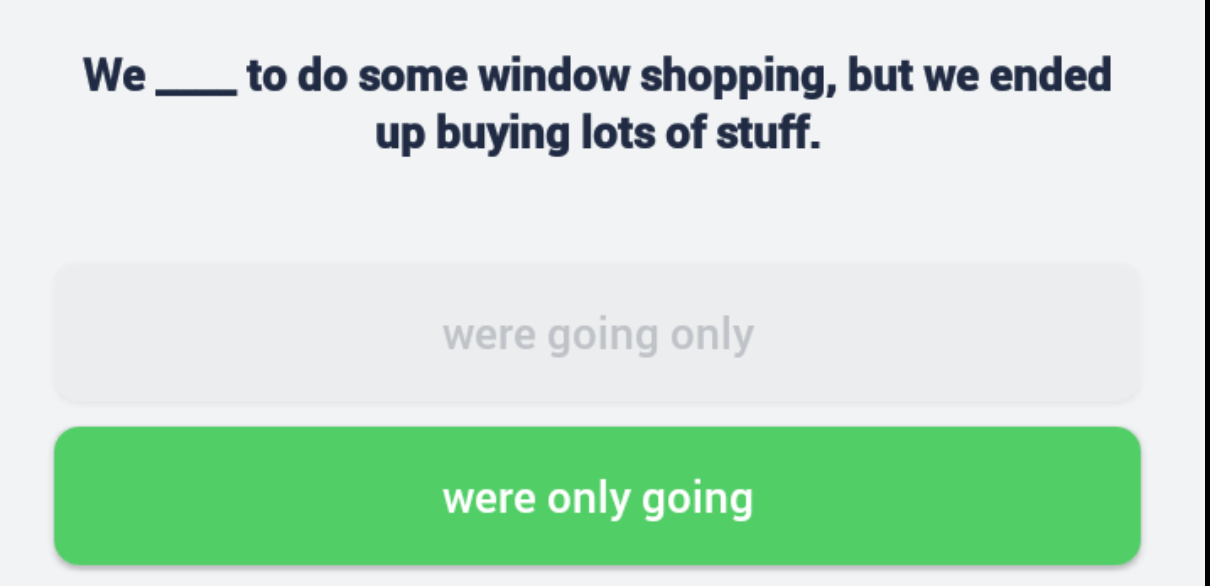 We ____ to do some window shopping, but we ended
up buying lots of stuff.
were going only
were only going